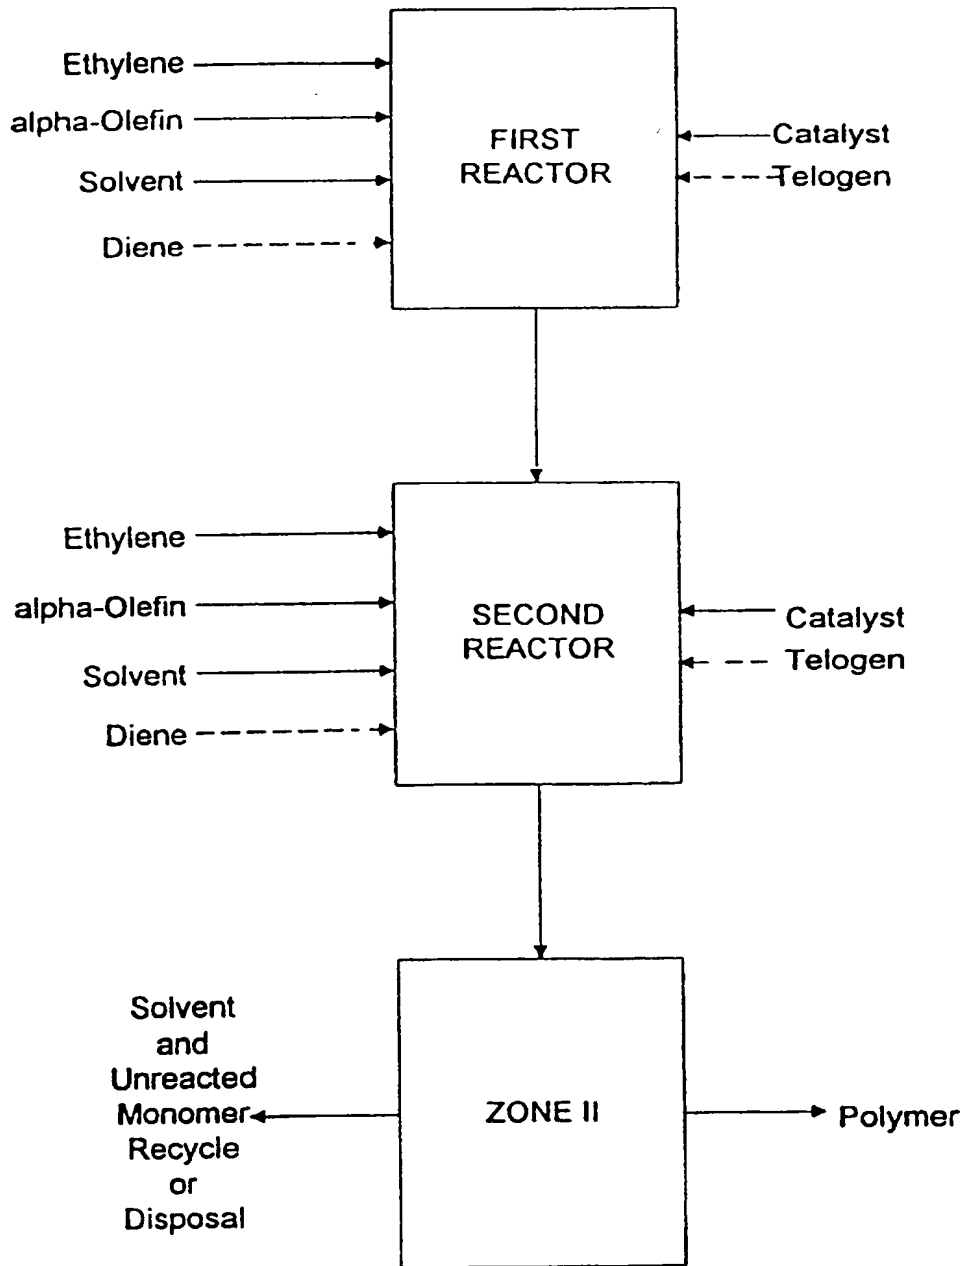 Ethylene
alpha-Olefin
Solvent
Diene
FIRST
REACTOR
Catalyst
Telogen
Ethylene
alpha-Olefin
Solvent
Diene
SECOND
REACTOR
Catalyst
Telogen
Solvent
and
Unreacted
Monomer
Recycle
or
Disposal
ZONE II
Polymer